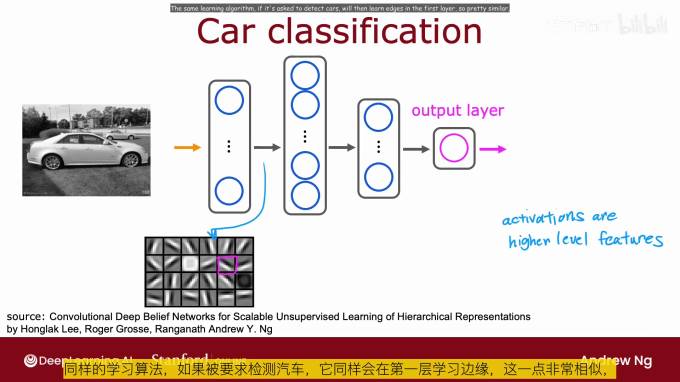 The same learning algorithm, if it's asked to detect cars, will then learn edges in the first layer, so pretty similar,
Car classification
bilibili
output layer
activations are
higher level features
source: Convolutional Deep Belief Networks for Scalable Unsupervised Learning of Hierarchical Representations
by Honglak Lee, Roger Grosse, Ranganath Andrew Y. Ng
Andrew Ng
同样的学习算法，如果被要求检测汽车，它同样会在第一层学习边缘，这一点非常相似，